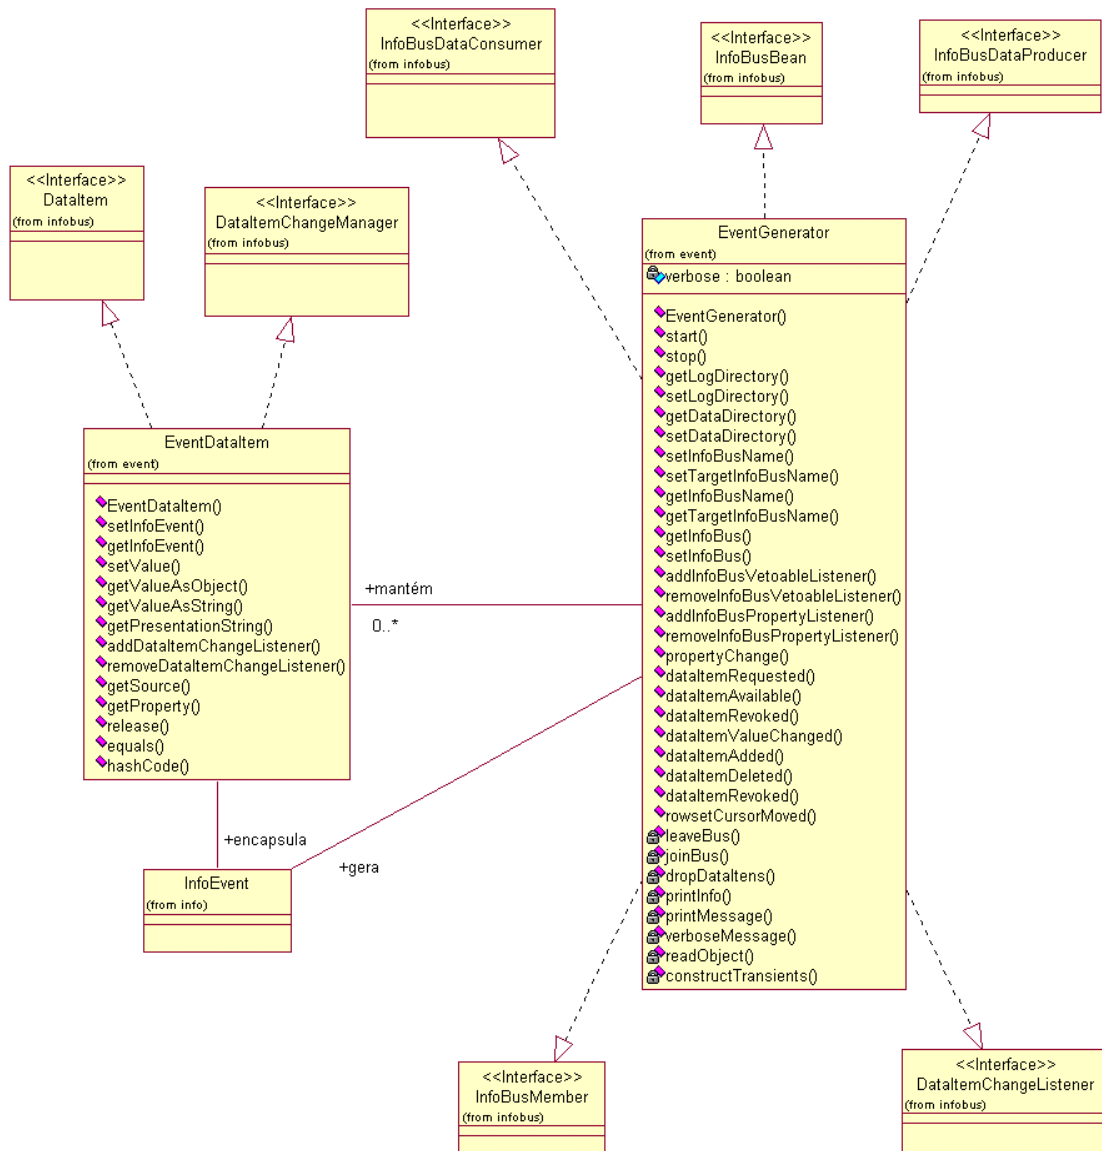 <<Interface>>
InfoBusDataConsumer
(from infobus)
<<Interface>>
InfoBusBean
(from infobus)
<<Interface>>
InfoBusDataProducer
(from infobus)
<<Interface>>
DataItem
(from infobus)
<<Interface>>
DataItemChangeManager
(from infobus)
EventGenerator
(from event)
verbose : boolean
EventGenerator()
start()
stop()
getLogDirectory()
setLogDirectory()
getDataDirectory()
setDataDirectory()
setInfoBusName()
setTargetInfoBusName()
getInfoBusName()
getTargetInfoBusName()
getInfoBus()
setInfoBus()
addInfoBusVetoableListener()
removeInfoBusVetoableListener()
addInfoBusPropertyListener()
removeInfoBusPropertyListener()
propertyChange()
dataItemRequested()
dataItemAvailable()
dataItemRevoked()
dataItemValueChanged()
dataItemAdded()
dataItemDeleted()
dataItemRevoked()
rowsetCursorMoved()
leaveBus()
joinBus()
dropDataItens()
printInfo()
printMessage()
verboseMessage()
readObject()
constructTransients()
EventDataItem
(from event)
EventDataItem()
setInfoEvent()
getInfoEvent()
setValue()
getValueAsObject()
getValueAsString()
getPresentationString()
addDataItemChangeListener()
removeDataItemChangeListener()
getSource()
getProperty()
release()
equals()
hashCode()
+mantém
0..*
+encapsula
+gera
InfoEvent
(from info)
<<Interface>>
InfoBusMember
(from infobus)
<<Interface>>
DataItemChangeListener
(from infobus)